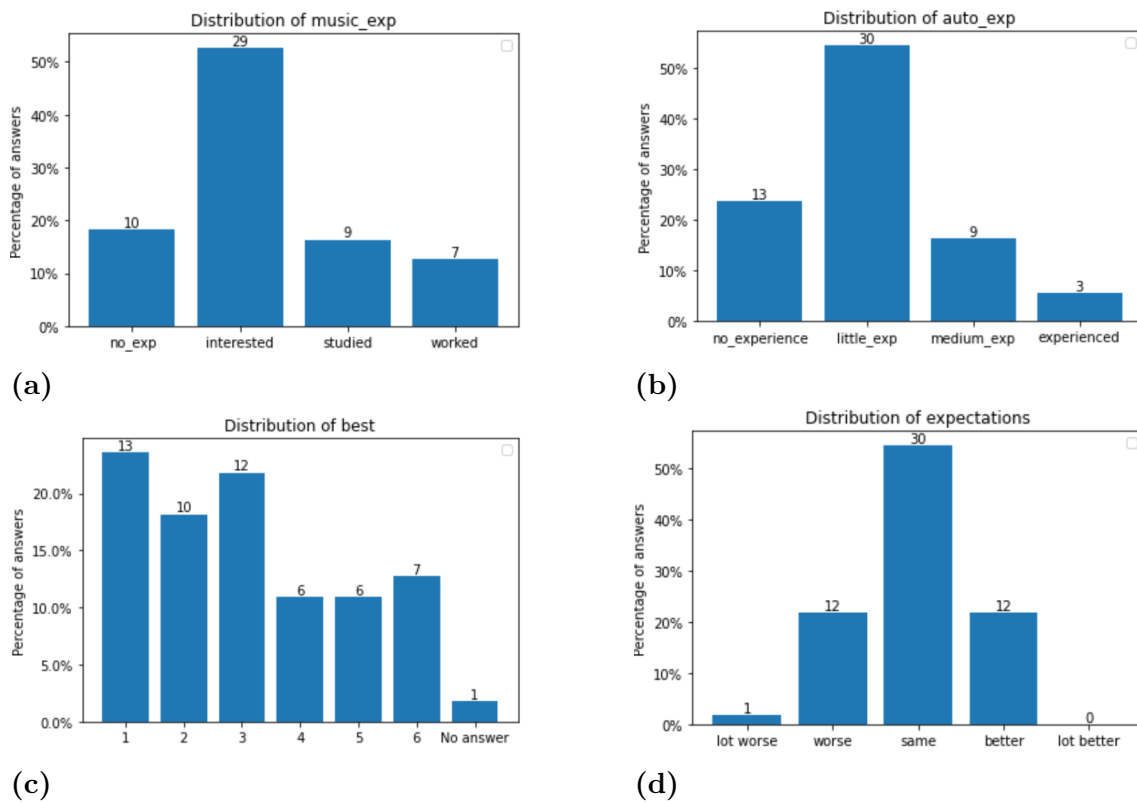 Distribution of music_exp
Percentage of answers
50%
40%
30%
20%
10%
0%
10
29
9
7
no_exp interested studied worked
(a)
Distribution of auto_exp
Percentage of answers
50%
40%
30%
20%
10%
0%
13
30
9
3
no_experience little_exp medium_exp experienced
(b)
Distribution of best
Percentage of answers
20.0%
15.0%
10.0%
5.0%
0.0%
13
10
12
6
6
7
1
1 2 3 4 5 6 No answer
(c)
Distribution of expectations
Percentage of answers
50%
40%
30%
20%
10%
0%
1
12
30
12
0
lot worse worse same better lot better
(d)